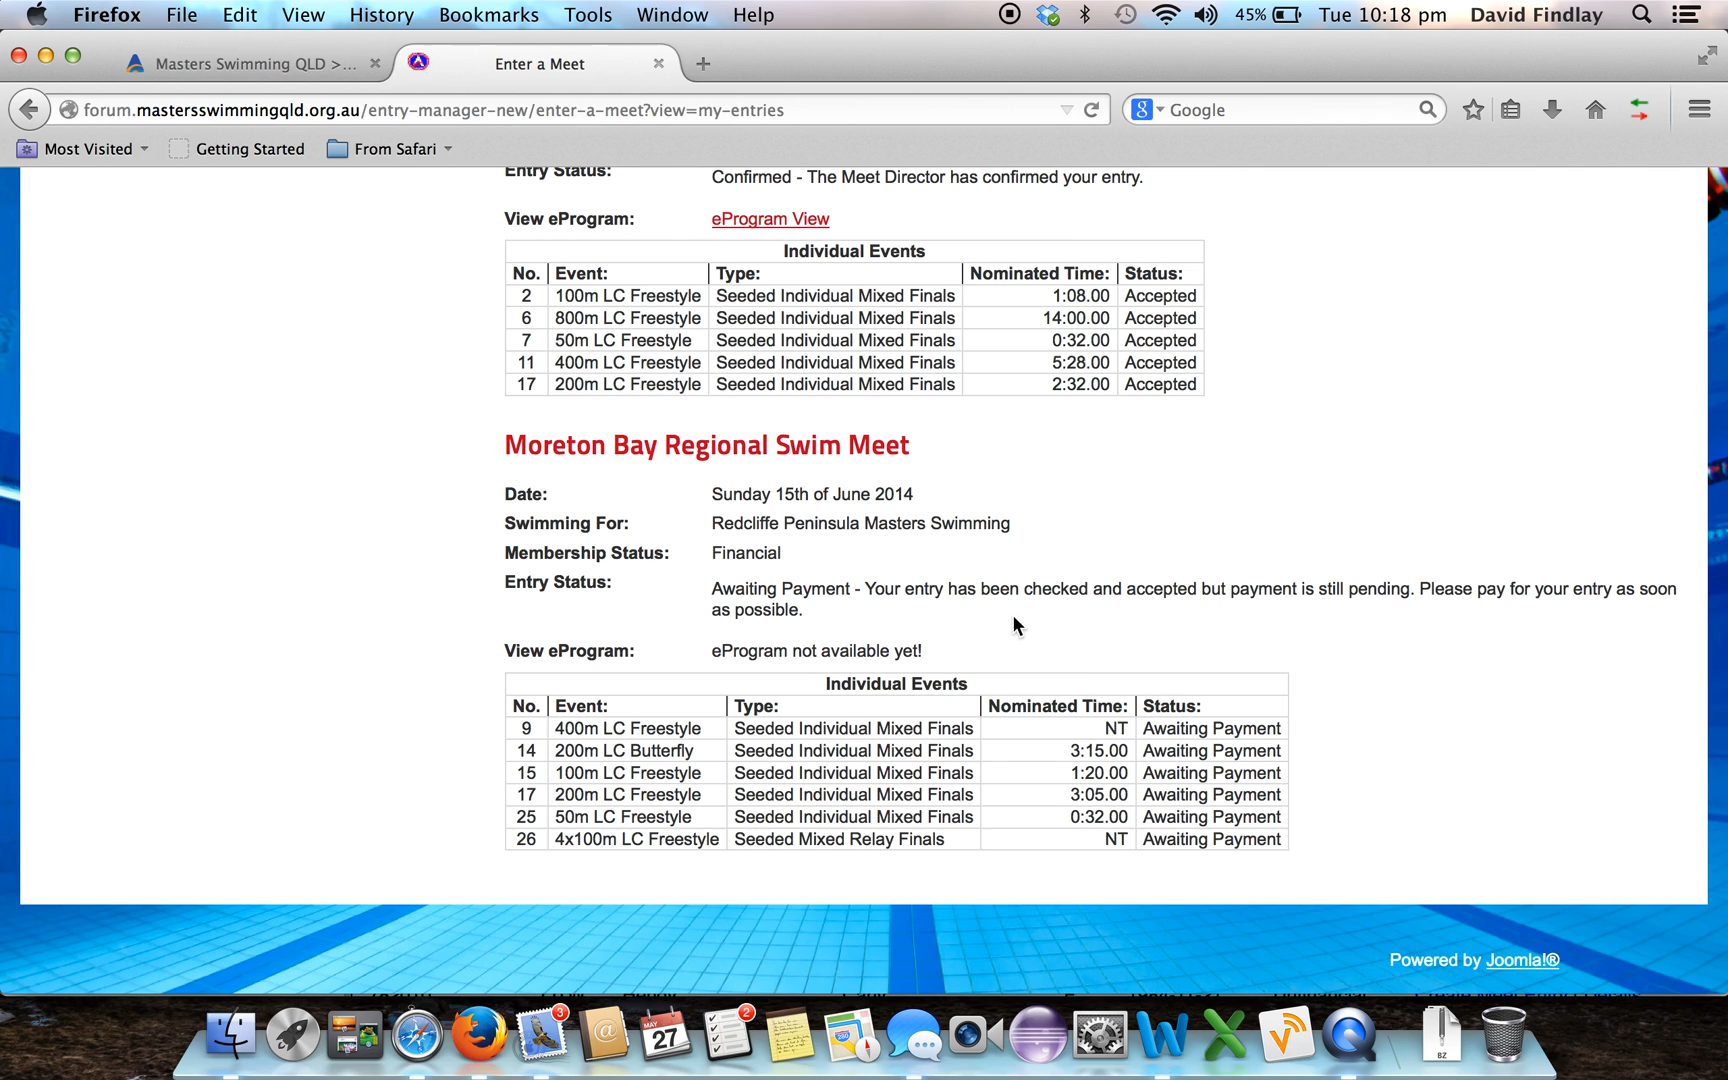 Firefox File Edit View History Bookmarks Tools Window Help 45% Tue 10:18 pm David Findlay
Masters Swimming QLD >... Enter a Meet
forum.mastersswimmingqld.org.au/entry-manager-new/enter-a-meet?view=my-entries Google
Most Visited Getting Started From Safari
Entry Status: Confirmed - The Meet Director has confirmed your entry.
View eProgram: eProgram View
Individual Events
No. Event: Type: Nominated Time: Status:
2 100m LC Freestyle Seeded Individual Mixed Finals 1:08.00 Accepted
6 800m LC Freestyle Seeded Individual Mixed Finals 14:00.00 Accepted
7 50m LC Freestyle Seeded Individual Mixed Finals 0:32.00 Accepted
11 400m LC Freestyle Seeded Individual Mixed Finals 5:28.00 Accepted
17 200m LC Freestyle Seeded Individual Mixed Finals 2:32.00 Accepted
Moreton Bay Regional Swim Meet
Date: Sunday 15th of June 2014
Swimming For: Redcliffe Peninsula Masters Swimming
Membership Status: Financial
Entry Status: Awaiting Payment - Your entry has been checked and accepted but payment is still pending. Please pay for your entry as soon
as possible.
View eProgram: eProgram not available yet!
Individual Events
No. Event: Type: Nominated Time: Status:
9 400m LC Freestyle Seeded Individual Mixed Finals NT Awaiting Payment
14 200m LC Butterfly Seeded Individual Mixed Finals 3:15.00 Awaiting Payment
15 100m LC Freestyle Seeded Individual Mixed Finals 1:20.00 Awaiting Payment
17 200m LC Freestyle Seeded Individual Mixed Finals 3:05.00 Awaiting Payment
25 50m LC Freestyle Seeded Individual Mixed Finals 0:32.00 Awaiting Payment
26 4x100m LC Freestyle Seeded Mixed Relay Finals NT Awaiting Payment
Powered by Joomla!®
3 MAY 27 2 BZ